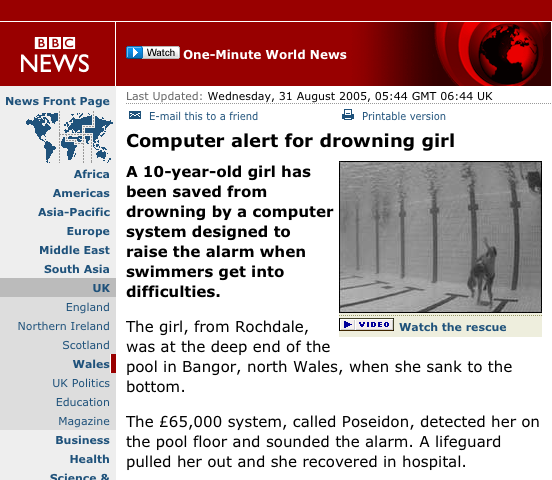 BBC
NEWS
Watch One-Minute World News
News Front Page
Africa
Americas
Asia-Pacific
Europe
Middle East
South Asia
UK
England
Northern Ireland
Scotland
Wales
UK Politics
Education
Magazine
Business
Health
Science &
Last Updated: Wednesday, 31 August 2005, 05:44 GMT 06:44 UK
E-mail this to a friend
Printable version
Computer alert for drowning girl
A 10-year-old girl has
been saved from
drowning by a computer
system designed to
raise the alarm when
swimmers get into
difficulties.
VIDEO Watch the rescue
The girl, from Rochdale,
was at the deep end of the
pool in Bangor, north Wales, when she sank to the
bottom.
The £65,000 system, called Poseidon, detected her on
the pool floor and sounded the alarm. A lifeguard
pulled her out and she recovered in hospital.